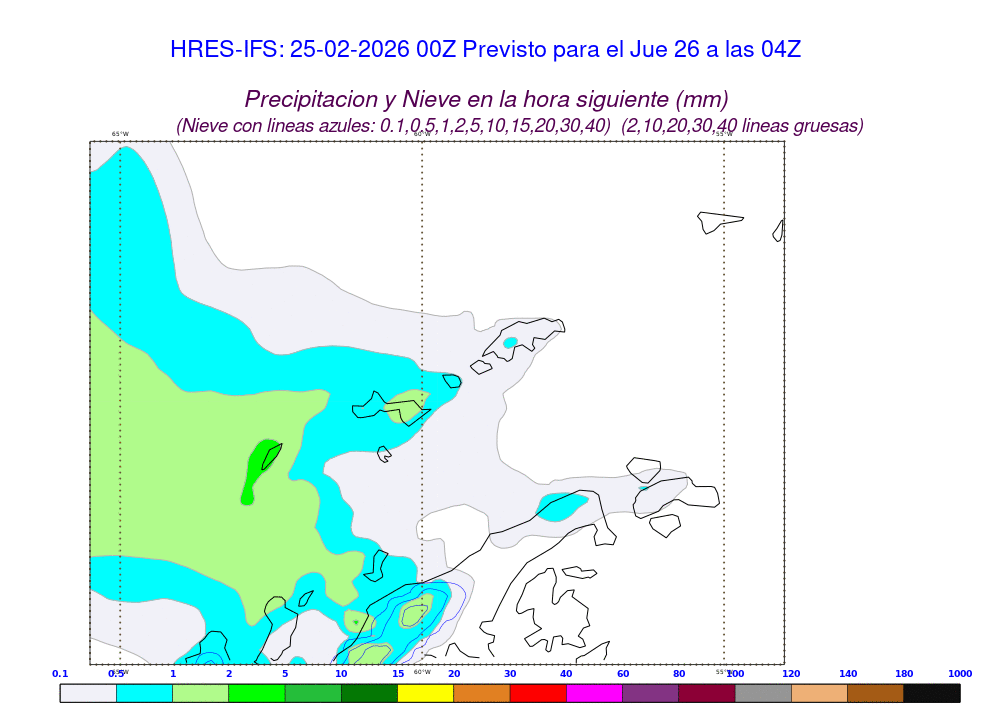 HRES-IFS: 25-02-2026 00Z Previsto para el Jue 26 a las 04Z
Precipitacion y Nieve en la hora siguiente (mm)
(Nieve con lineas azules: 0.1,0.5,1,2,5,10,15,20,30,40)  (2,10,20,30,40 lineas gruesas)
65°W 60°W 55°W
65°W 60°W 55°W
0.1 0.5 1 2 5 10 15 20 30 40 60 80 100 120 140 180 1000